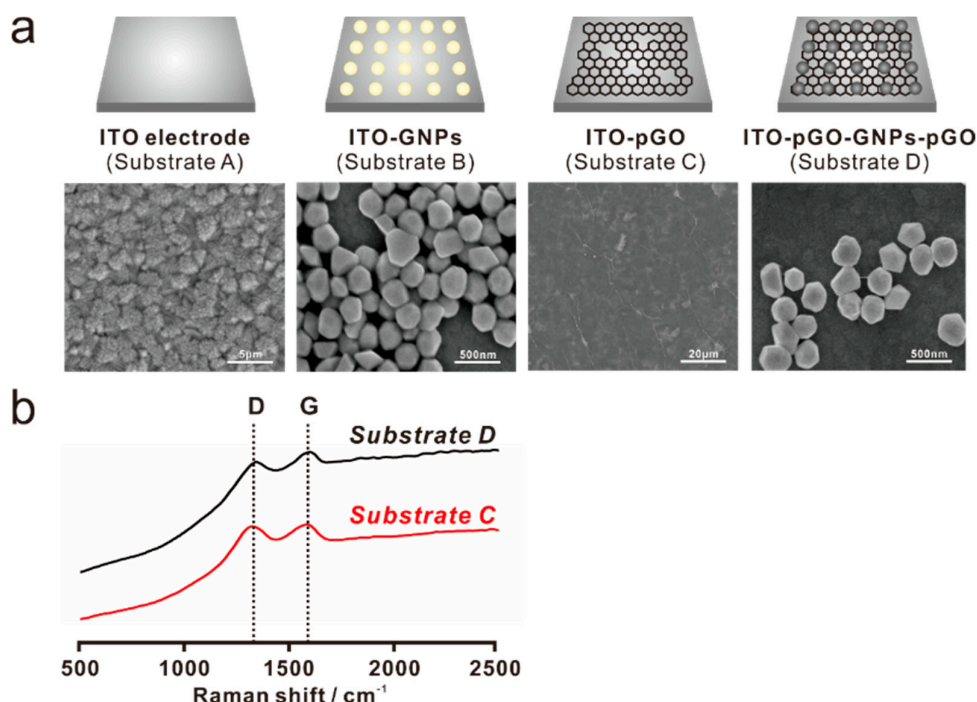 a
ITO electrode
(Substrate A)
ITO-GNPs
(Substrate B)
ITO-pGO
(Substrate C)
ITO-pGO-GNPs-pGO
(Substrate D)
5μm
500nm
20μm
500nm
b
D G
Substrate D
Substrate C
500 1000 1500 2000 2500
Raman shift / cm⁻¹